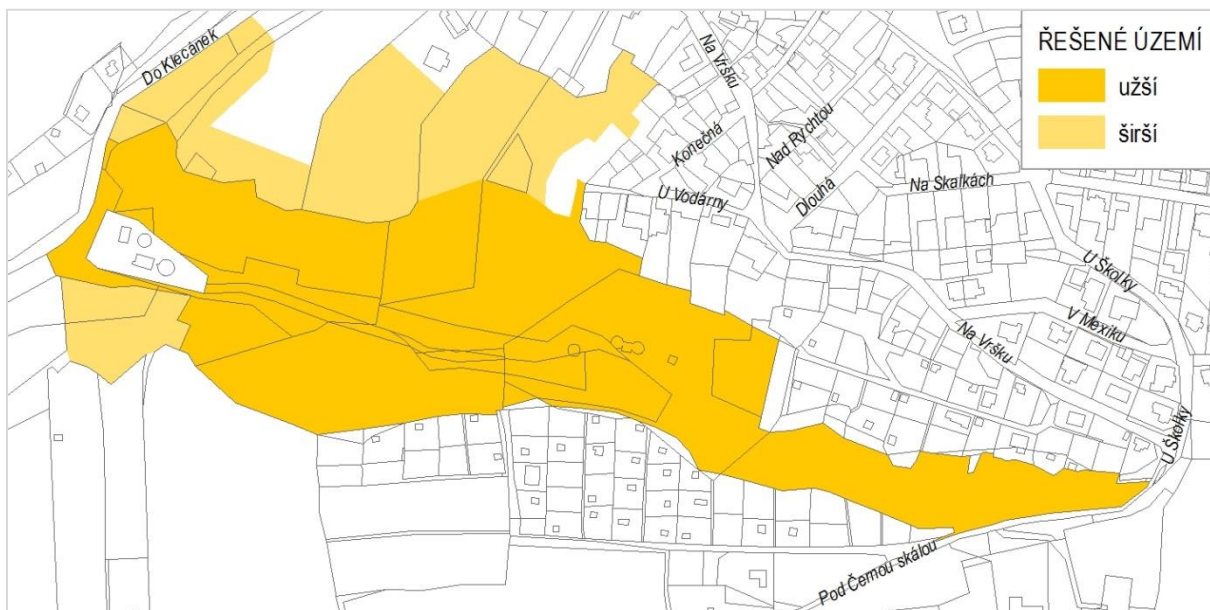 ŘEŠENÉ ÚZEMÍ
užší
širší
Do Klecánek
Na Vršku
Konečná
Nad Rychtou
U Vodárny
Dlouhá
Na Skalkách
U Školky
V Mexiku
Na Vršku
U Školky
Pod Černou skálou